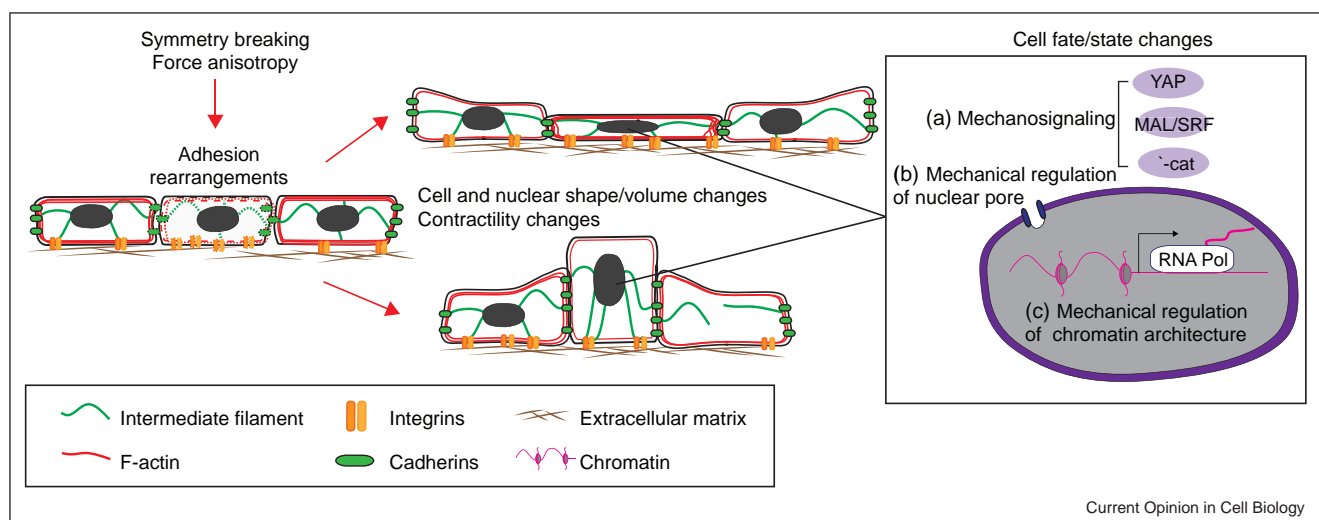 Symmetry breaking
Force anisotropy
Adhesion
rearrangements
Cell and nuclear shape/volume changes
Contractility changes
Cell fate/state changes
(a) Mechanosignaling
YAP
MAL/SRF
`-cat
(b) Mechanical regulation
of nuclear pore
RNA Pol
(c) Mechanical regulation
of chromatin architecture
Intermediate filament
Integrins
Extracellular matrix
F-actin
Cadherins
Chromatin
Current Opinion in Cell Biology